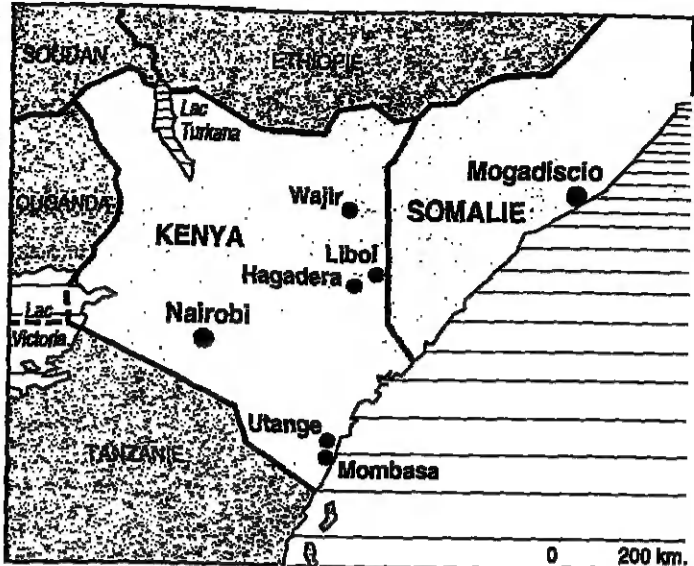 SOUDAN
ETHIOPIE
Lac
Turkana
OUGANDA
KENYA
Wajir
SOMALIE
Mogadiscio
Liboi
Hagadera
Lac
Victoria
Nairobi
Utange
TANZANIE
Mombasa
0 200 km.